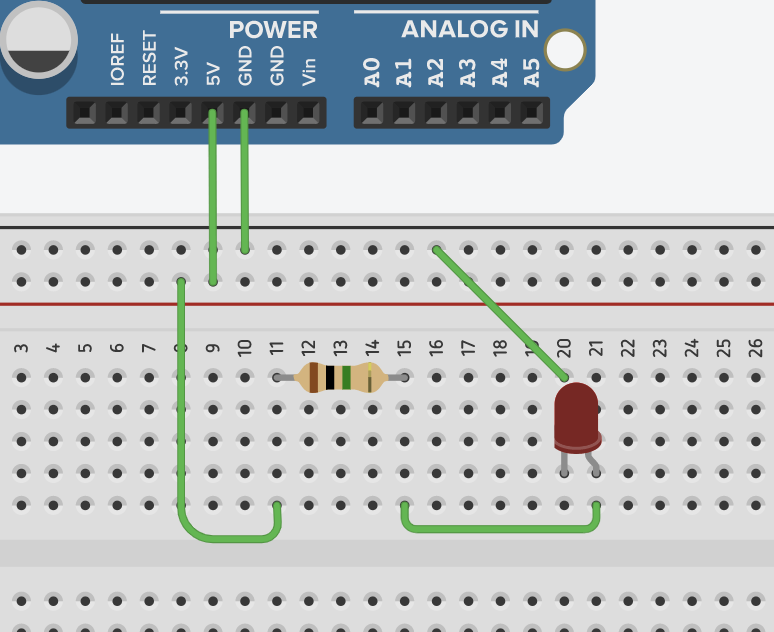 POWER
ANALOG IN
IOREF RESET 3.3V 5V GND GND Vin
A0 A1 A2 A3 A4 A5
3 4 5 6 7 8 9 10 11 12 13 14 15 16 17 18 19 20 21 22 23 24 25 26